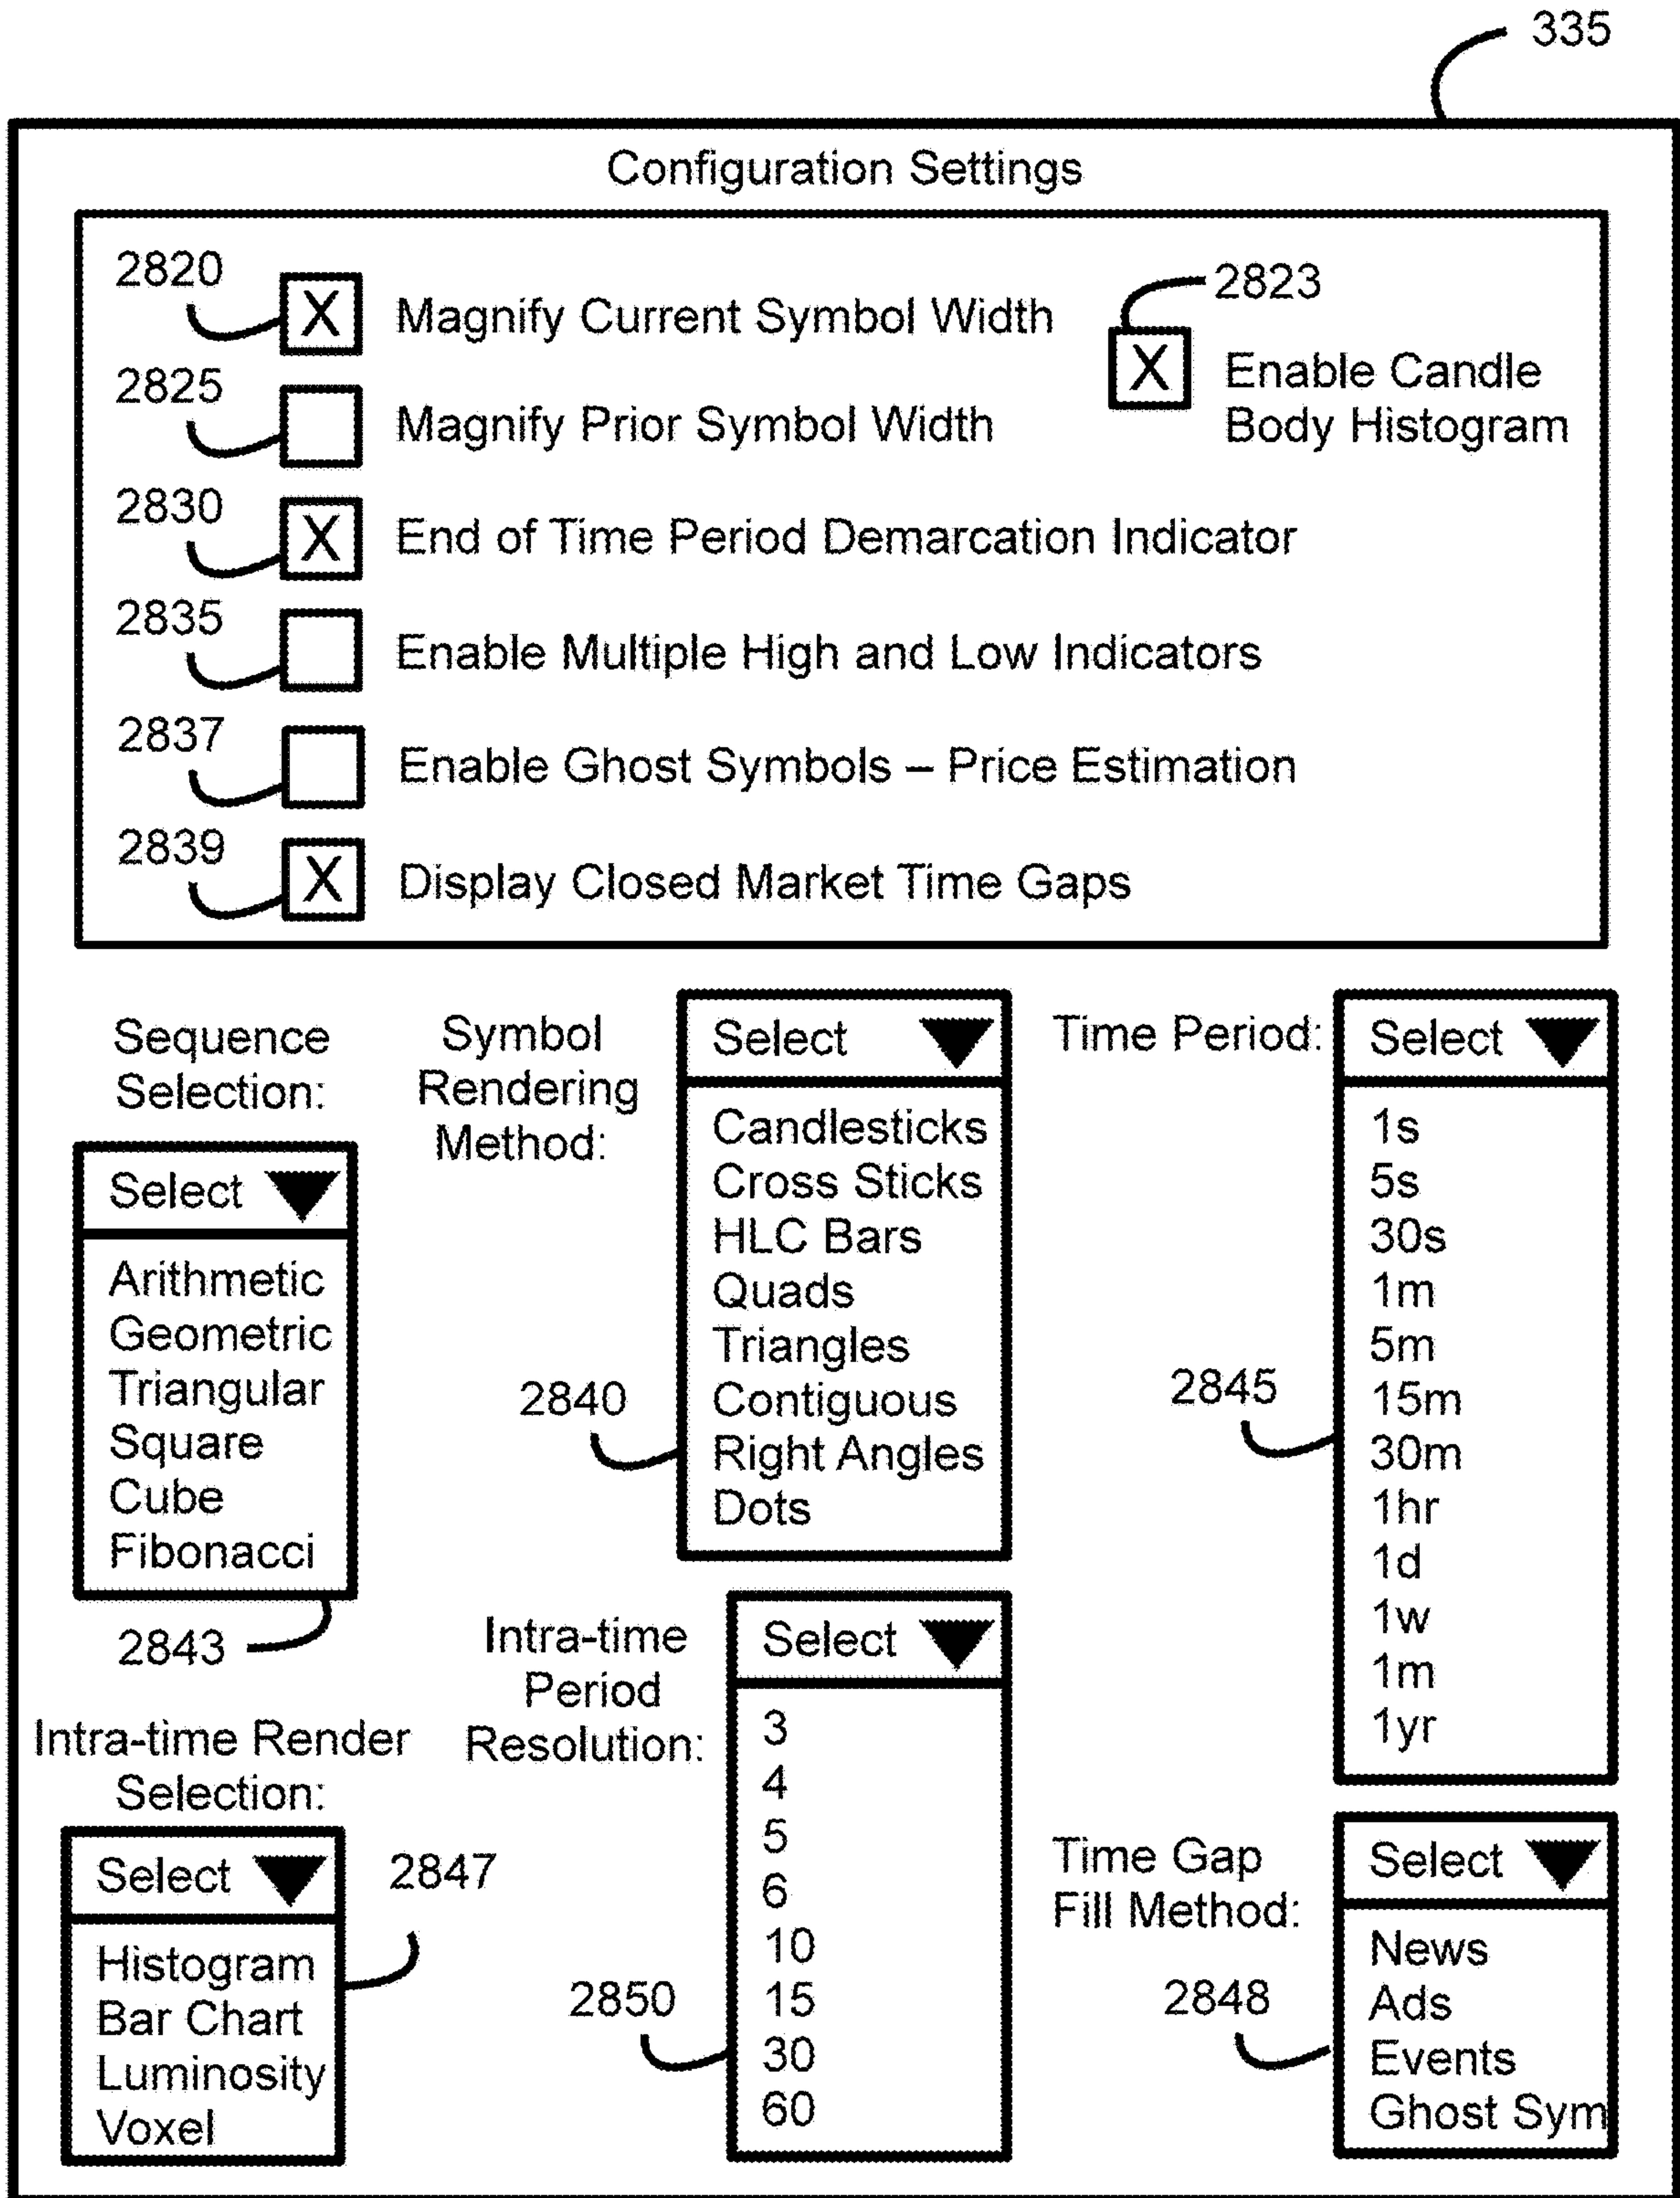 335
Configuration Settings
2820
X Magnify Current Symbol Width
2823
X Enable Candle
Body Histogram
2825
Magnify Prior Symbol Width
2830
X End of Time Period Demarcation Indicator
2835
Enable Multiple High and Low Indicators
2837
Enable Ghost Symbols – Price Estimation
2839
X Display Closed Market Time Gaps
Sequence
Selection:
Select
Arithmetic
Geometric
Triangular
Square
Cube
Fibonacci
2843
Symbol
Rendering
Method:
Select
Candlesticks
Cross Sticks
HLC Bars
Quads
Triangles
Contiguous
Right Angles
Dots
2840
Time Period:
Select
1s
5s
30s
1m
5m
15m
30m
1hr
1d
1w
1m
1yr
2845
Intra-time Render
Selection:
Select
Histogram
Bar Chart
Luminosity
Voxel
2847
Intra-time
Period
Resolution:
Select
3
4
5
6
10
15
30
60
2850
Time Gap
Fill Method:
Select
News
Ads
Events
Ghost Sym
2848